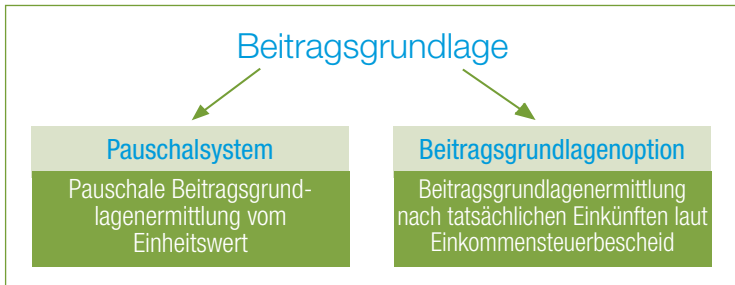 Beitragsgrundlage
Pauschalsystem
Pauschale Beitragsgrund-
lagenermittlung vom
Einheitswert
Beitragsgrundlagenoption
Beitragsgrundlagenermittlung
nach tatsächlichen Einkünften laut
Einkommensteuerbescheid